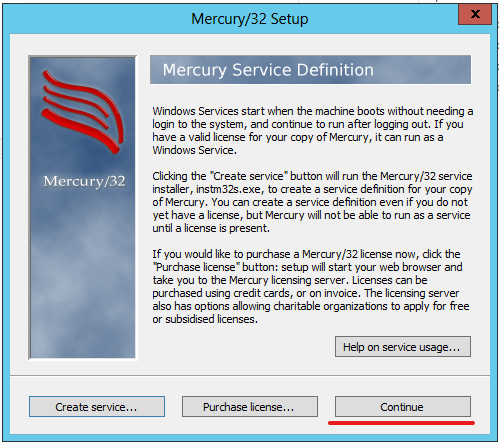 Mercury/32 Setup
x
Mercury Service Definition
Mercury/32
Windows Services start when the machine boots without needing a
login to the system, and continue to run after logging out. If you
have a valid license for your copy of Mercury, it can run as a
Windows Service.
Clicking the "Create service" button will run the Mercury/32 service
installer, instm32s.exe, to create a service definition for your copy
of Mercury. You can create a service definition even if you do not
yet have a license, but Mercury will not be able to run as a service
until a license is present.
If you would like to purchase a Mercury/32 license now, click the
"Purchase license" button: setup will start your web browser and
take you to the Mercury licensing server. Licenses can be
purchased using credit cards, or on invoice. The licensing server
also has options allowing charitable organizations to apply for free
or subsidised licenses.
Help on service usage...
Create service...
Purchase license...
Continue